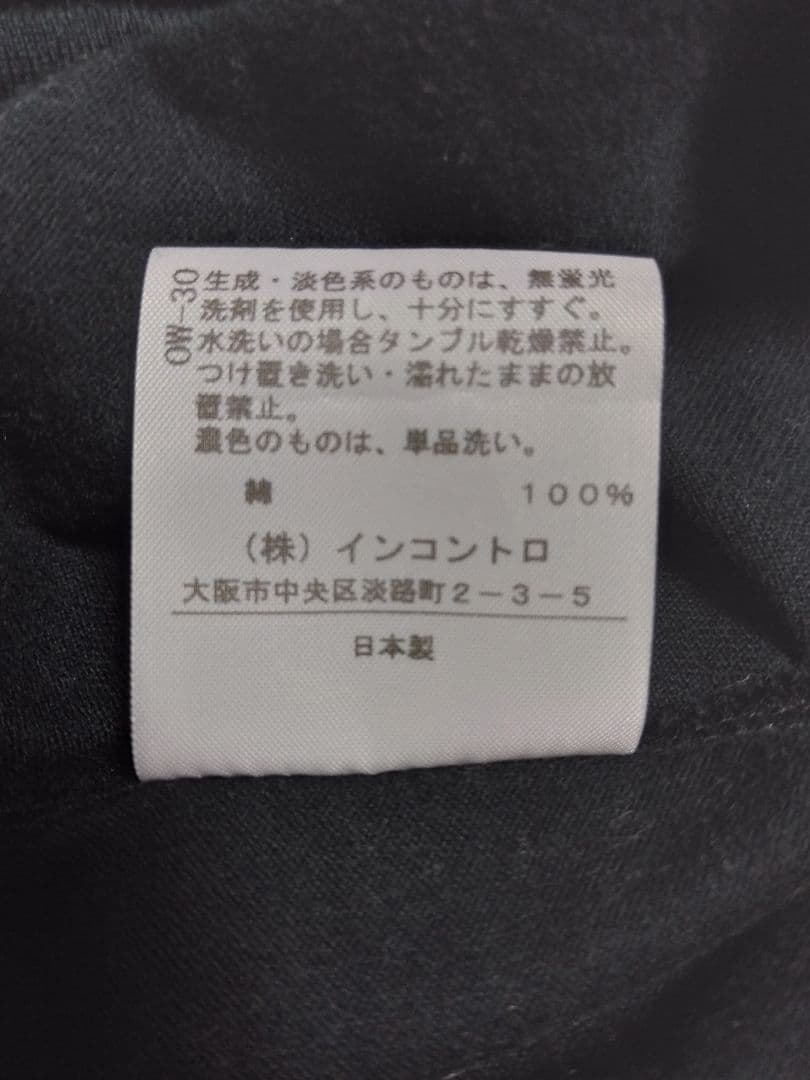 OW-30
生成・淡色系のものは、無蛍光
洗剤を使用し、十分にすすぐ。
水洗いの場合タンブル乾燥禁止。
つけ置き洗い・濡れたままの放
置禁止。
濃色のものは、単品洗い。
綿 100%
(株)インコントロ
大阪市中央区淡路町2-3-5
日本製